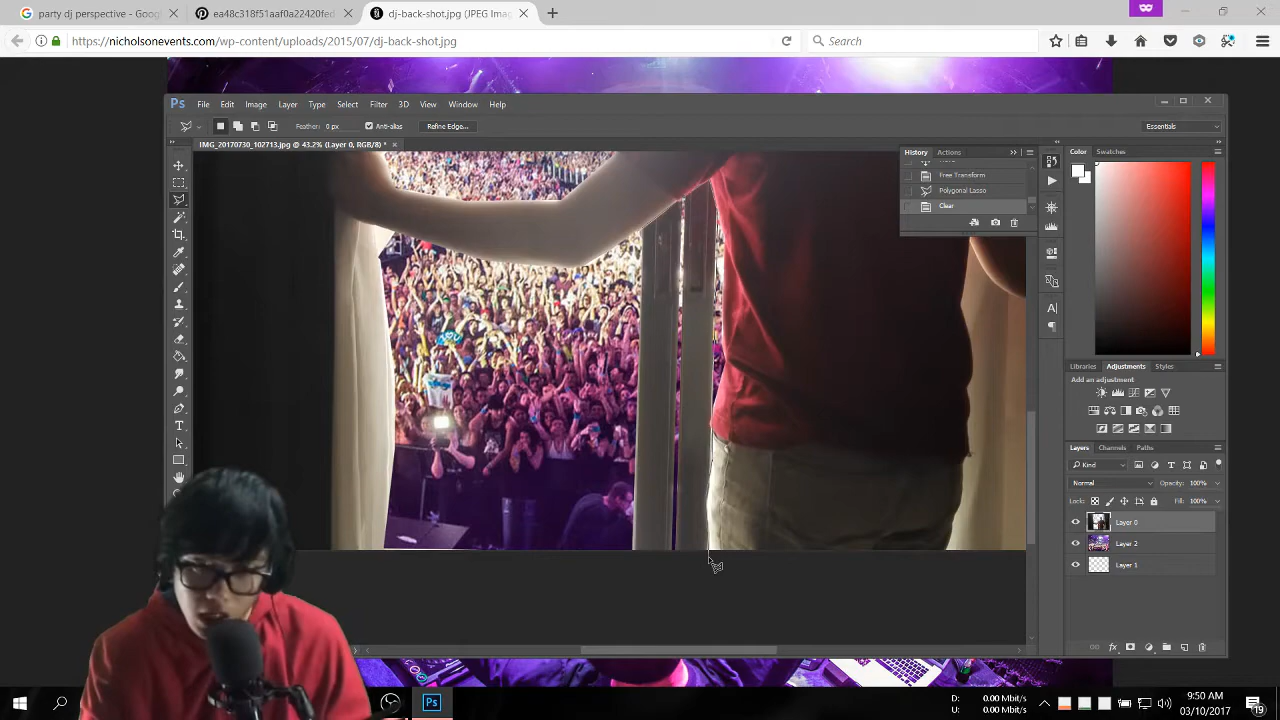 party dj perspective - Googl
ea48c318f51aaf0a22420fed
dj-back-shot.jpg (JPEG Imag
https://nicholsonevents.com/wp-content/uploads/2015/07/dj-back-shot.jpg
Search
Ps File Edit Image Layer Type Select Filter 3D View Window Help
Feather: 0 px Anti-alias Refine Edge... Essentials
IMG_20170730_102713.jpg @ 43.2% (Layer 0, RGB/8) *
History Actions
Free Transform
Polygonal Lasso
Clear
Color Swatches
Libraries Adjustments Styles
Add an adjustment
Layers Channels Paths
Kind
Normal Opacity: 100%
Lock: Fill: 100%
Layer 0
Layer 2
Layer 1
fx
Ps
D: 0.00 Mbit/s
U: 0.00 Mbit/s
9:50 AM
03/10/2017
19